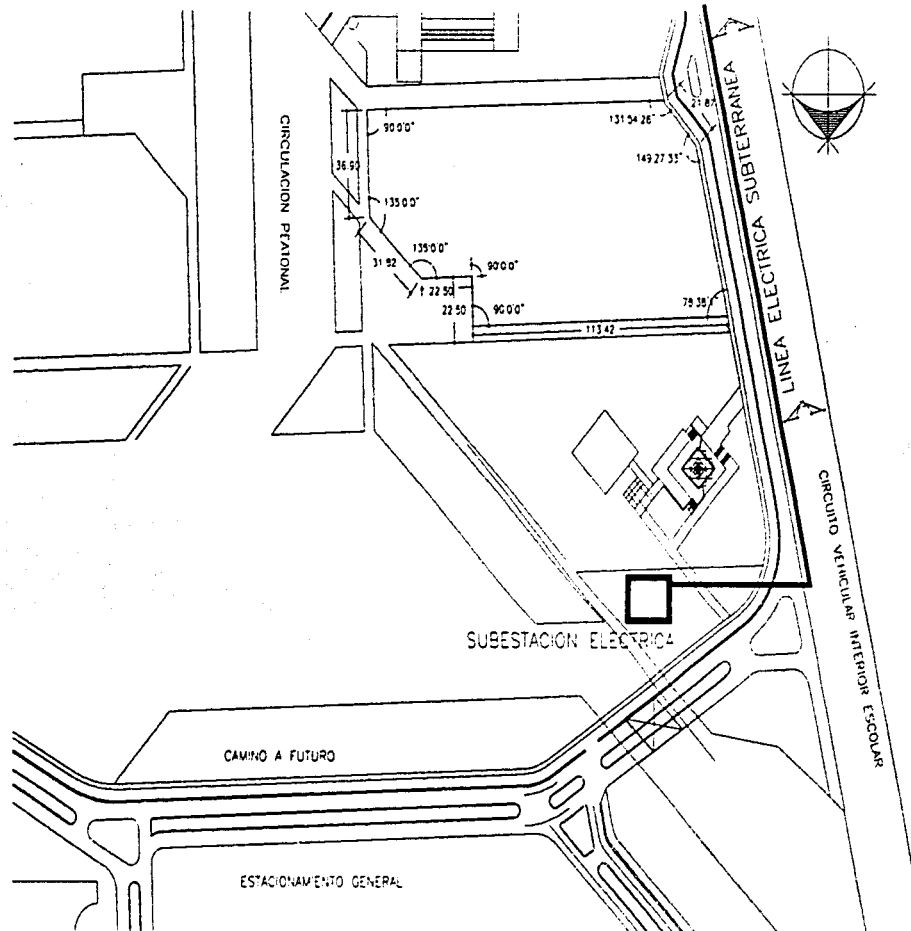 CIRCULACION PEATONAL
90'0'0"
36.90
135'0'0"
31.82
135'0'0"
22.50
22.50
90'0'0"
90'0'0"
113.42
131'54'26"
21.87
149'27'33"
LINEA ELECTRICA SUBTERRANEA
CIRCUITO VEHICULAR INTERIOR ESCOLAR
SUBESTACION ELECTRICA
CAMINO A FUTURO
ESTACIONAMIENTO GENERAL